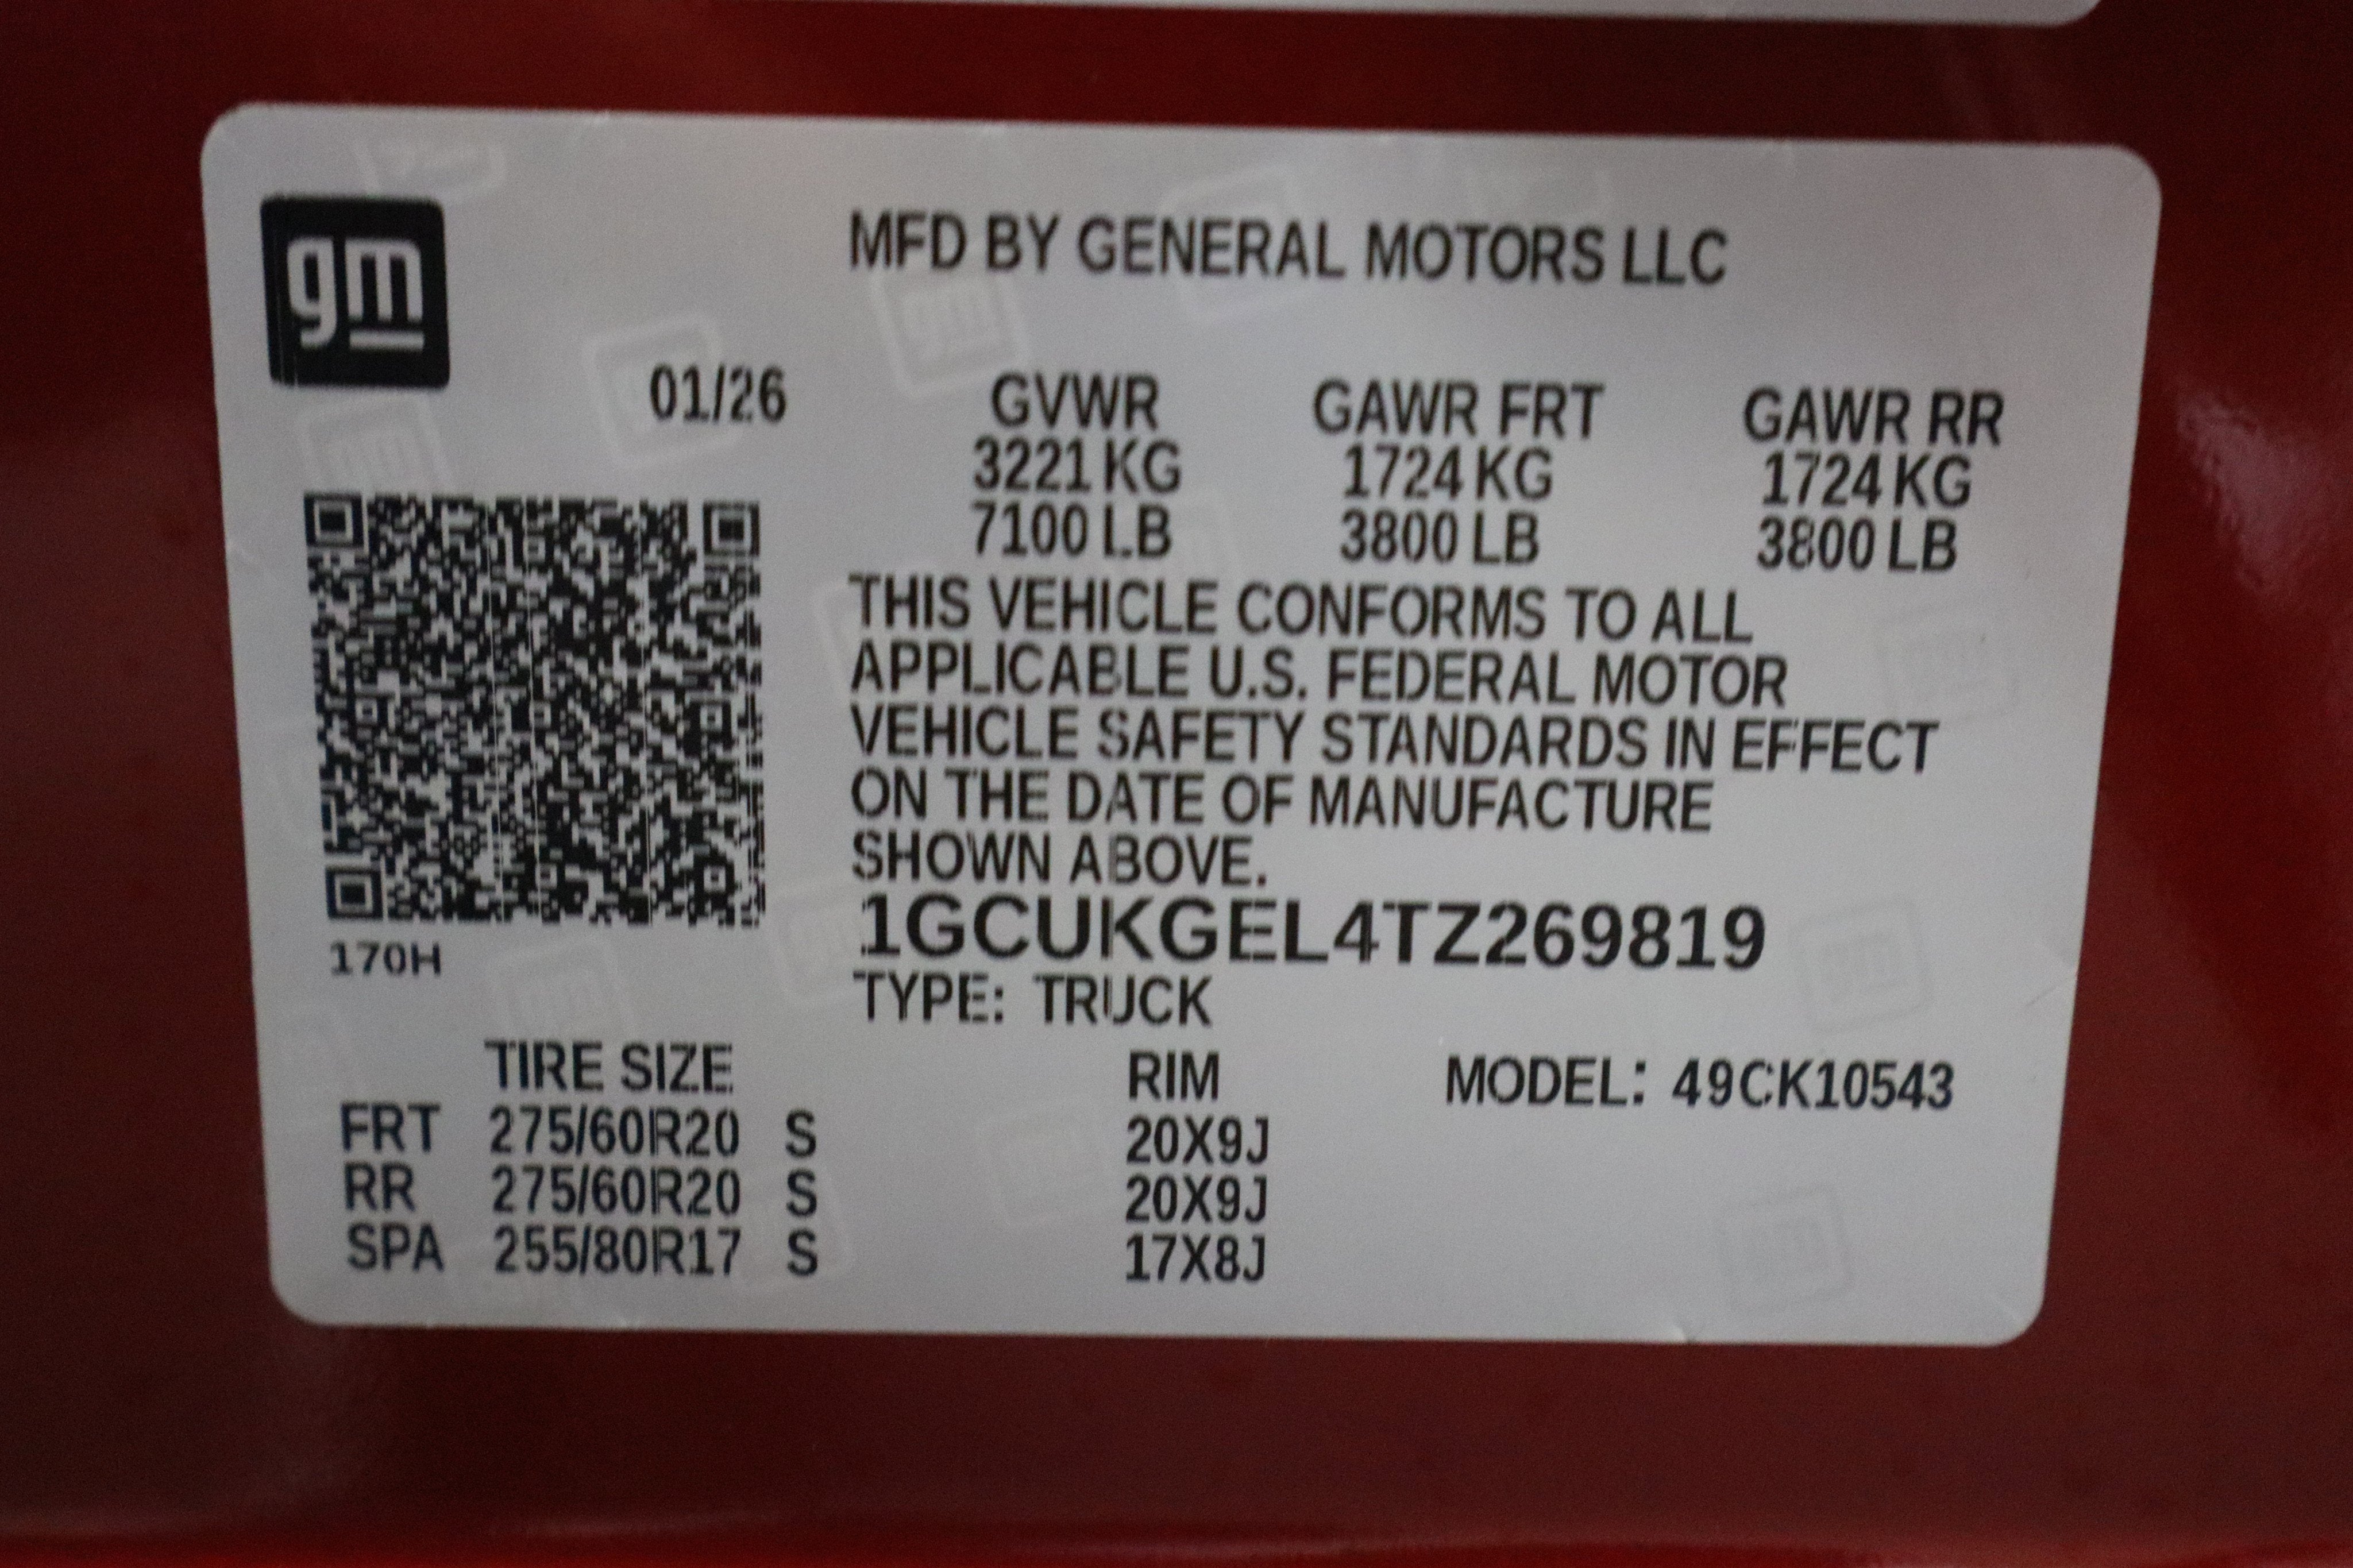 gm
MFD BY GENERAL MOTORS LLC
01/26
GVWR GAWR FRT GAWR RR
3221 KG 1724 KG 1724 KG
7100 LB 3800 LB 3800 LB
THIS VEHICLE CONFORMS TO ALL
APPLICABLE U.S. FEDERAL MOTOR
VEHICLE SAFETY STANDARDS IN EFFECT
ON THE DATE OF MANUFACTURE
SHOWN ABOVE.
1GCUKGEL4TZ269819
170H
TYPE: TRUCK
TIRE SIZE RIM MODEL: 49CK10543
FRT 275/60R20 S 20X9J
RR 275/60R20 S 20X9J
SPA 255/80R17 S 17X8J